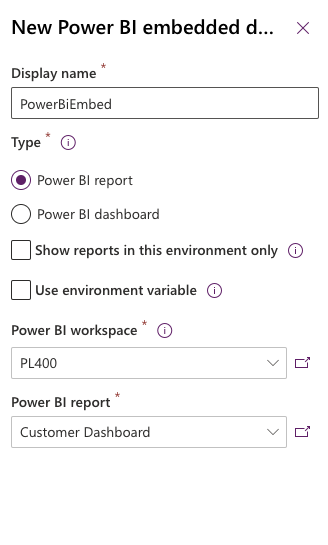 New Power BI embedded d...
Display name *
PowerBiEmbed
Type *
Power BI report
Power BI dashboard
Show reports in this environment only
Use environment variable
Power BI workspace *
PL400
Power BI report *
Customer Dashboard